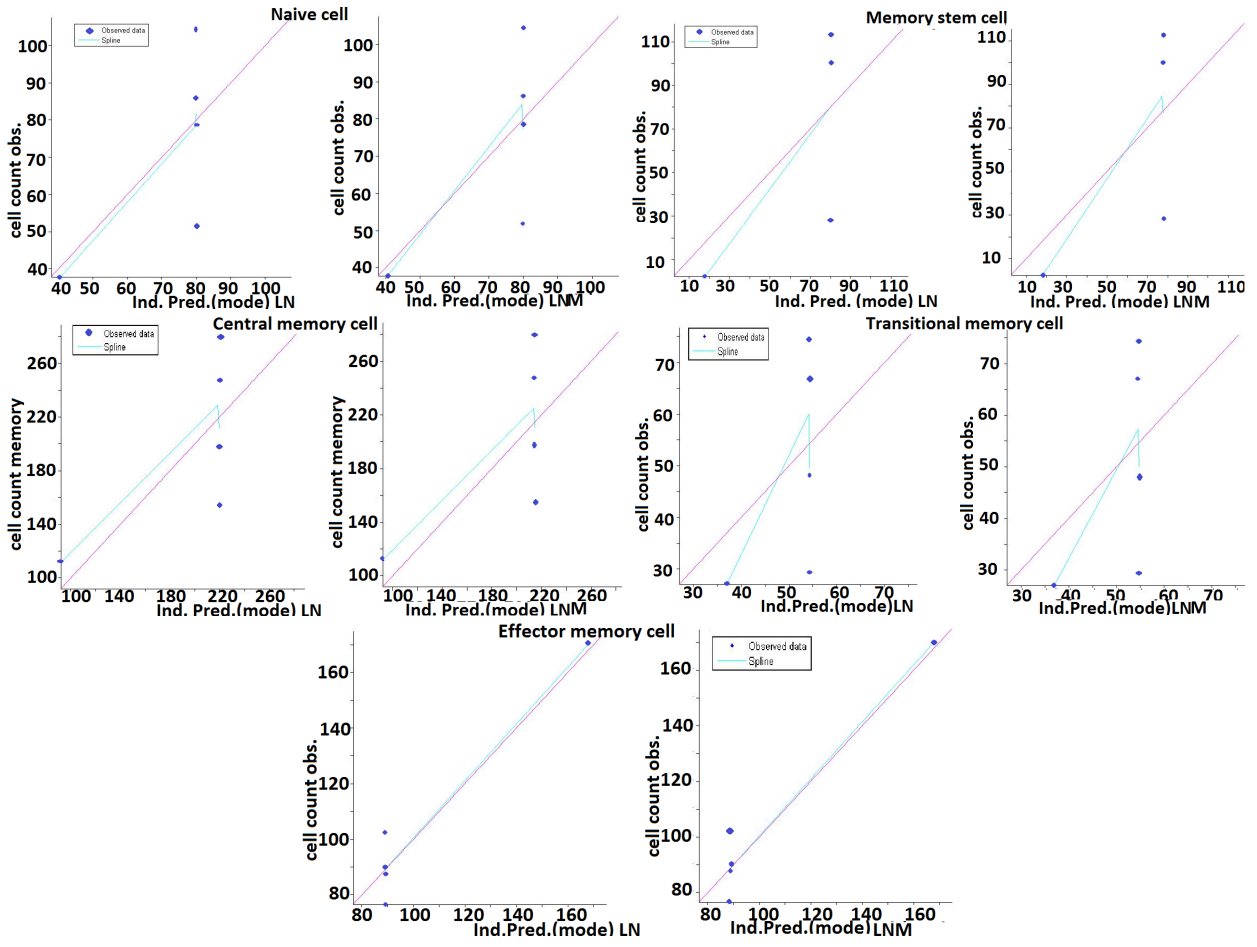 Naive cell
Memory stem cell
Observed data
Spline
cell count obs.
100
90
80
70
60
50
40
40 50 60 70 80 90 100
Ind. Pred.(mode) LN
cell count obs.
100
90
80
70
60
50
40
40 50 60 70 80 90 100
Ind. Pred.(mode) LNM
Observed data
Spline
cell count obs.
110
90
70
50
30
10
10 30 50 70 90 110
Ind. Pred.(mode) LN
cell count obs.
110
90
70
50
30
10
10 30 50 70 90 110
Ind. Pred.(mode) LNM
Central memory cell
Transitional memory cell
Observed data
Spline
cell count memory
260
220
180
140
100
100 140 180 220 260
Ind. Pred.(mode) LN
cell count obs.
260
220
180
140
100
100 140 180 220 260
Ind. Pred.(mode) LNM
Observed data
Spline
cell count obs.
70
60
50
40
30
30 40 50 60 70
Ind.Pred.(mode)LN
cell count obs.
70
60
50
40
30
30 40 50 60 70
Ind.Pred.(mode)LNM
Effector memory cell
Observed data
Spline
cell count obs.
160
140
120
100
80
80 100 120 140 160
Ind.Pred.(mode) LN
cell count obs.
160
140
120
100
80
80 100 120 140 160
Ind.Pred.(mode)LNM